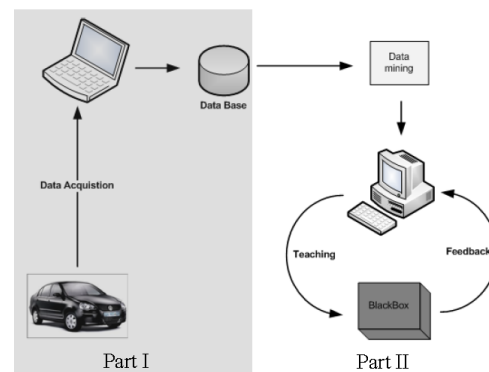 Data
mining
Data Base
Data Acquistion
Teaching
Feedback
BlackBox
Part I
Part II